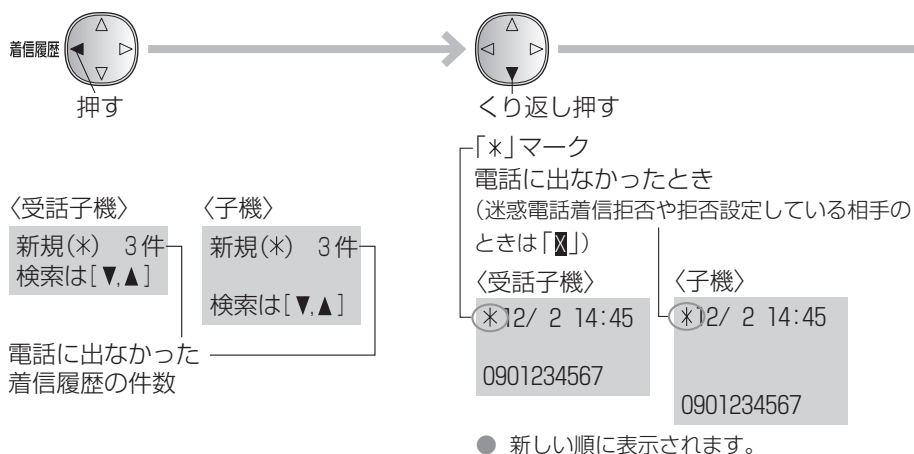 着信履歴
押す
くり返し押す
「*」マーク
電話に出なかったとき
(迷惑電話着信拒否や拒否設定している相手の
ときは「X」)
〈受話子機〉
新規(*) 3件
検索は[▼,▲]
〈子機〉
新規(*) 3件
検索は[▼,▲]
電話に出なかった
着信履歴の件数
〈受話子機〉
*12/ 2 14:45
0901234567
〈子機〉
*12/ 2 14:45
0901234567
● 新しい順に表示されます。